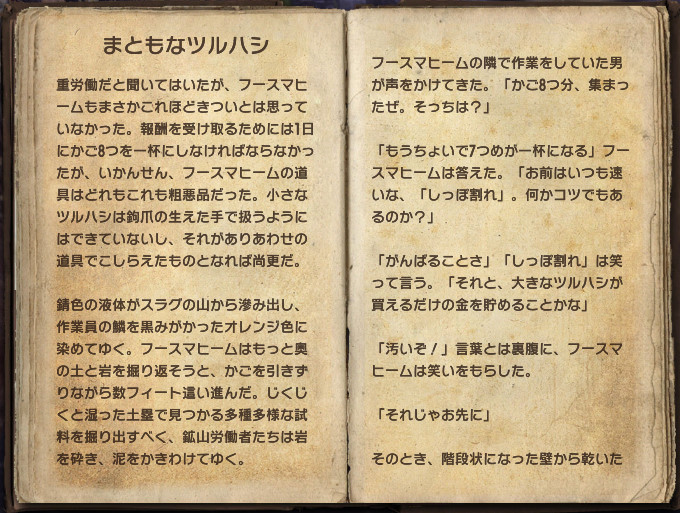 まともなツルハシ
重労働だと聞いてはいたが、フースマヒ
ームもまさかこれほどきついとは思って
いなかった。報酬を受け取るためには1日
にかご8つを一杯にしなければならなかっ
たが、いかんせん、フースマヒームの道
具はどれもこれも粗悪品だった。小さな
ツルハシは鉤爪の生えた手で扱うように
はできていないし、それがありあわせの
道具でこしらえたものとなれば尚更だ。
錆色の液体がスラグの山から滲み出し、
作業員の鱗を黒みがかったオレンジ色に
染めてゆく。フースマヒームはもっと奥
の土と岩を掘り返そうと、かごを引きず
りながら数フィート這い進んだ。じくじ
くと湿った土塁で見つかる多種多様な試
料を掘り出すべく、鉱山労働者たちは岩
を砕き、泥をかきわけてゆく。
フースマヒームの隣で作業をしていた男
が声をかけてきた。「かご8つ分、集まっ
たぜ。そっちは?」
「もうちょいで7つめが一杯になる」フー
スマヒームは答えた。「お前はいつも速
いな、「しっぽ割れ」。何かコツでもあ
るのか?」
「がんばることさ」「しっぽ割れ」は笑
って言う。「それと、大きなツルハシが
買えるだけの金を貯めることかな」
「汚いぞ!」言葉とは裏腹に、フースマ
ヒームは笑いをもらした。
「それじゃお先に」
そのとき、階段状になった壁から乾いた